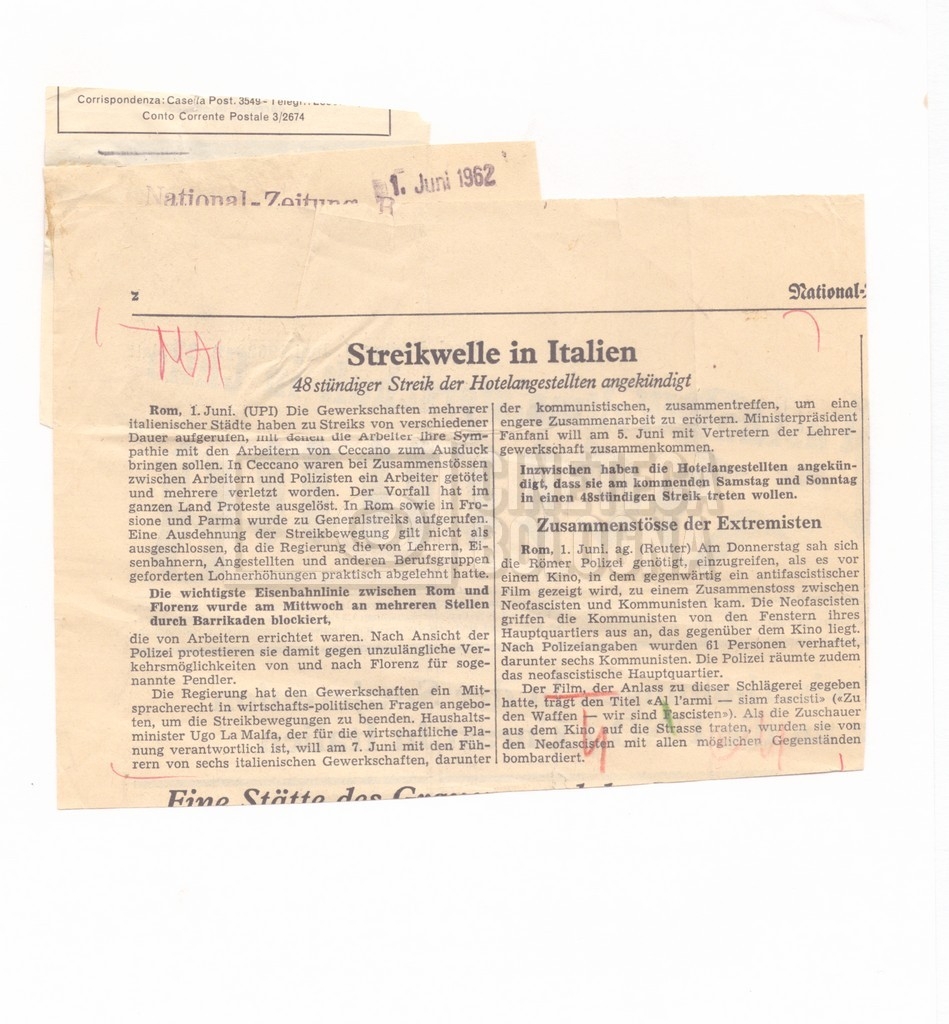 Corrispondenza: Casella Post. 3549 -
Conto Corrente Postale 3/2674
National-Zeitung
1. Juni 1962
2
National-
NAI
Streikwelle in Italien
48stündiger Streik der Hotelangestellten angekündigt
Rom, 1. Juni. (UPI) Die Gewerkschaften mehrerer
italienischer Städte haben zu Streiks von verschiedener
Dauer aufgerufen, mit denen die Arbeiter ihre Sym-
pathie mit den Arbeitern von Ceccano zum Ausduck
bringen sollen. In Ceccano waren bei Zusammenstössen
zwischen Arbeitern und Polizisten ein Arbeiter getötet
und mehrere verletzt worden. Der Vorfall hat im
ganzen Land Proteste ausgelöst. In Rom sowie in Fro-
sione und Parma wurde zu Generalstreiks aufgerufen.
Eine Ausdehnung der Streikbewegung gilt nicht als
ausgeschlossen, da die Regierung die von Lehrern, Ei-
senbahnern, Angestellten und anderen Berufsgruppen
geforderten Lohnerhöhungen praktisch abgelehnt hatte.
Die wichtigste Eisenbahnlinie zwischen Rom und
Florenz wurde am Mittwoch an mehreren Stellen
durch Barrikaden blockiert,
die von Arbeitern errichtet waren. Nach Ansicht der
Polizei protestieren sie damit gegen unzulängliche Ver-
kehrsmöglichkeiten von und nach Florenz für soge-
nannte Pendler.
Die Regierung hat den Gewerkschaften ein Mit-
spracherecht in wirtschafts-politischen Fragen angebo-
ten, um die Streikbewegungen zu beenden. Haushalts-
minister Ugo La Malfa, der für die wirtschaftliche Pla-
nung verantwortlich ist, will am 7. Juni mit den Füh-
rern von sechs italienischen Gewerkschaften, darunter
der kommunistischen, zusammentreffen, um eine
engere Zusammenarbeit zu erörtern. Ministerpräsident
Fanfani will am 5. Juni mit Vertretern der Lehrer-
gewerkschaft zusammenkommen.
Inzwischen haben die Hotelangestellten angekün-
digt, dass sie am kommenden Samstag und Sonntag
in einen 48stündigen Streik treten wollen.
Zusammenstösse der Extremisten
Rom, 1. Juni. ag. (Reuter) Am Donnerstag sah sich
die Römer Polizei genötigt, einzugreifen, als es vor
einem Kino, in dem gegenwärtig ein antifascistischer
Film gezeigt wird, zu einem Zusammenstoss zwischen
Neofascisten und Kommunisten kam. Die Neofascisten
griffen die Kommunisten von den Fenstern ihres
Hauptquartiers aus an, das gegenüber dem Kino liegt.
Nach Polizeiangaben wurden 61 Personen verhaftet,
darunter sechs Kommunisten. Die Polizei räumte zudem
das neofascistische Hauptquartier.
Der Film, der Anlass zu dieser Schlägerei gegeben
hatte, trägt den Titel «Al l'armi — siam fascisti» («Zu
den Waffen — wir sind Fascisten»). Als die Zuschauer
aus dem Kino auf die Strasse traten, wurden sie von
den Neofascisten mit allen möglichen Gegenständen
bombardiert.
Eine Stätte des
CINETECA
BOLOGNA